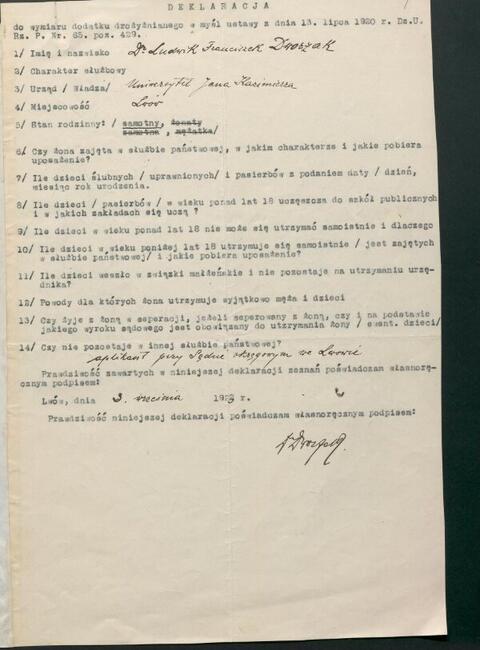 DEKLARACJA
do wymiaru dodatku drożyźnianego w myśl ustawy z dnia 13. lipca 1920 r. Dz.U.
Rz. P. Nr. 65. poz. 429.
1/ Imię i nazwisko Dr Ludwik Franciszek Dworzak
2/ Charakter służbowy
3/ Urząd / Władza/ Uniwersytet Jana Kazimierza
4/ Miejscowość Lwów
5/ Stan rodzinny: / samotny, żonaty
samotna , mężatka/
6/ Czy żona zajęta w służbie państwowej, w jakim charakterze i jakie pobiera
uposażenie?
7/ Ile dzieci ślubnych / uprawnionych/ i pasierbów z podaniem daty / dzień,
miesiąc rok urodzenia.
8/ Ile dzieci / pasierbów / w wieku ponad lat 18 uczęszcza do szkół publicznych
i w jakich zakładach się uczą ?
9/ Ile dzieci w wieku ponad lat 18 nie może się utrzymać samoistnie i dlaczego
10/ Ile dzieci w wieku poniżej lat 18 utrzymuje się samoistnie / jest zajętych
w służbie państwowej/ i jakie pobiera uposażenie?
11/ Ile dzieci weszło w związki małżeńskie i nie pozostaje na utrzymaniu urzę-
dnika?
12/ Powody dla których żona utrzymuje wyjątkowo męża i dzieci
13/ Czy żyje z żoną w seperacji, jeżeli seperowany z żoną, czy i na podstawie
jakiego wyroku sądowego jest obowiązany do utrzymania żony / ewent. dzieci/
14/ Czy nie pozostaje w innej służbie państwowej?
aplikant przy Sądzie okręgowym we Lwowie
Prawdziwość zawartych w niniejszej deklaracji zeznań poświadczam własnorę-
cznym podpisem:
Lwów, dnia 3. września 1923 r.
Prawdziwość niniejszej deklaracji poświadczam własnoręcznym podpisem: